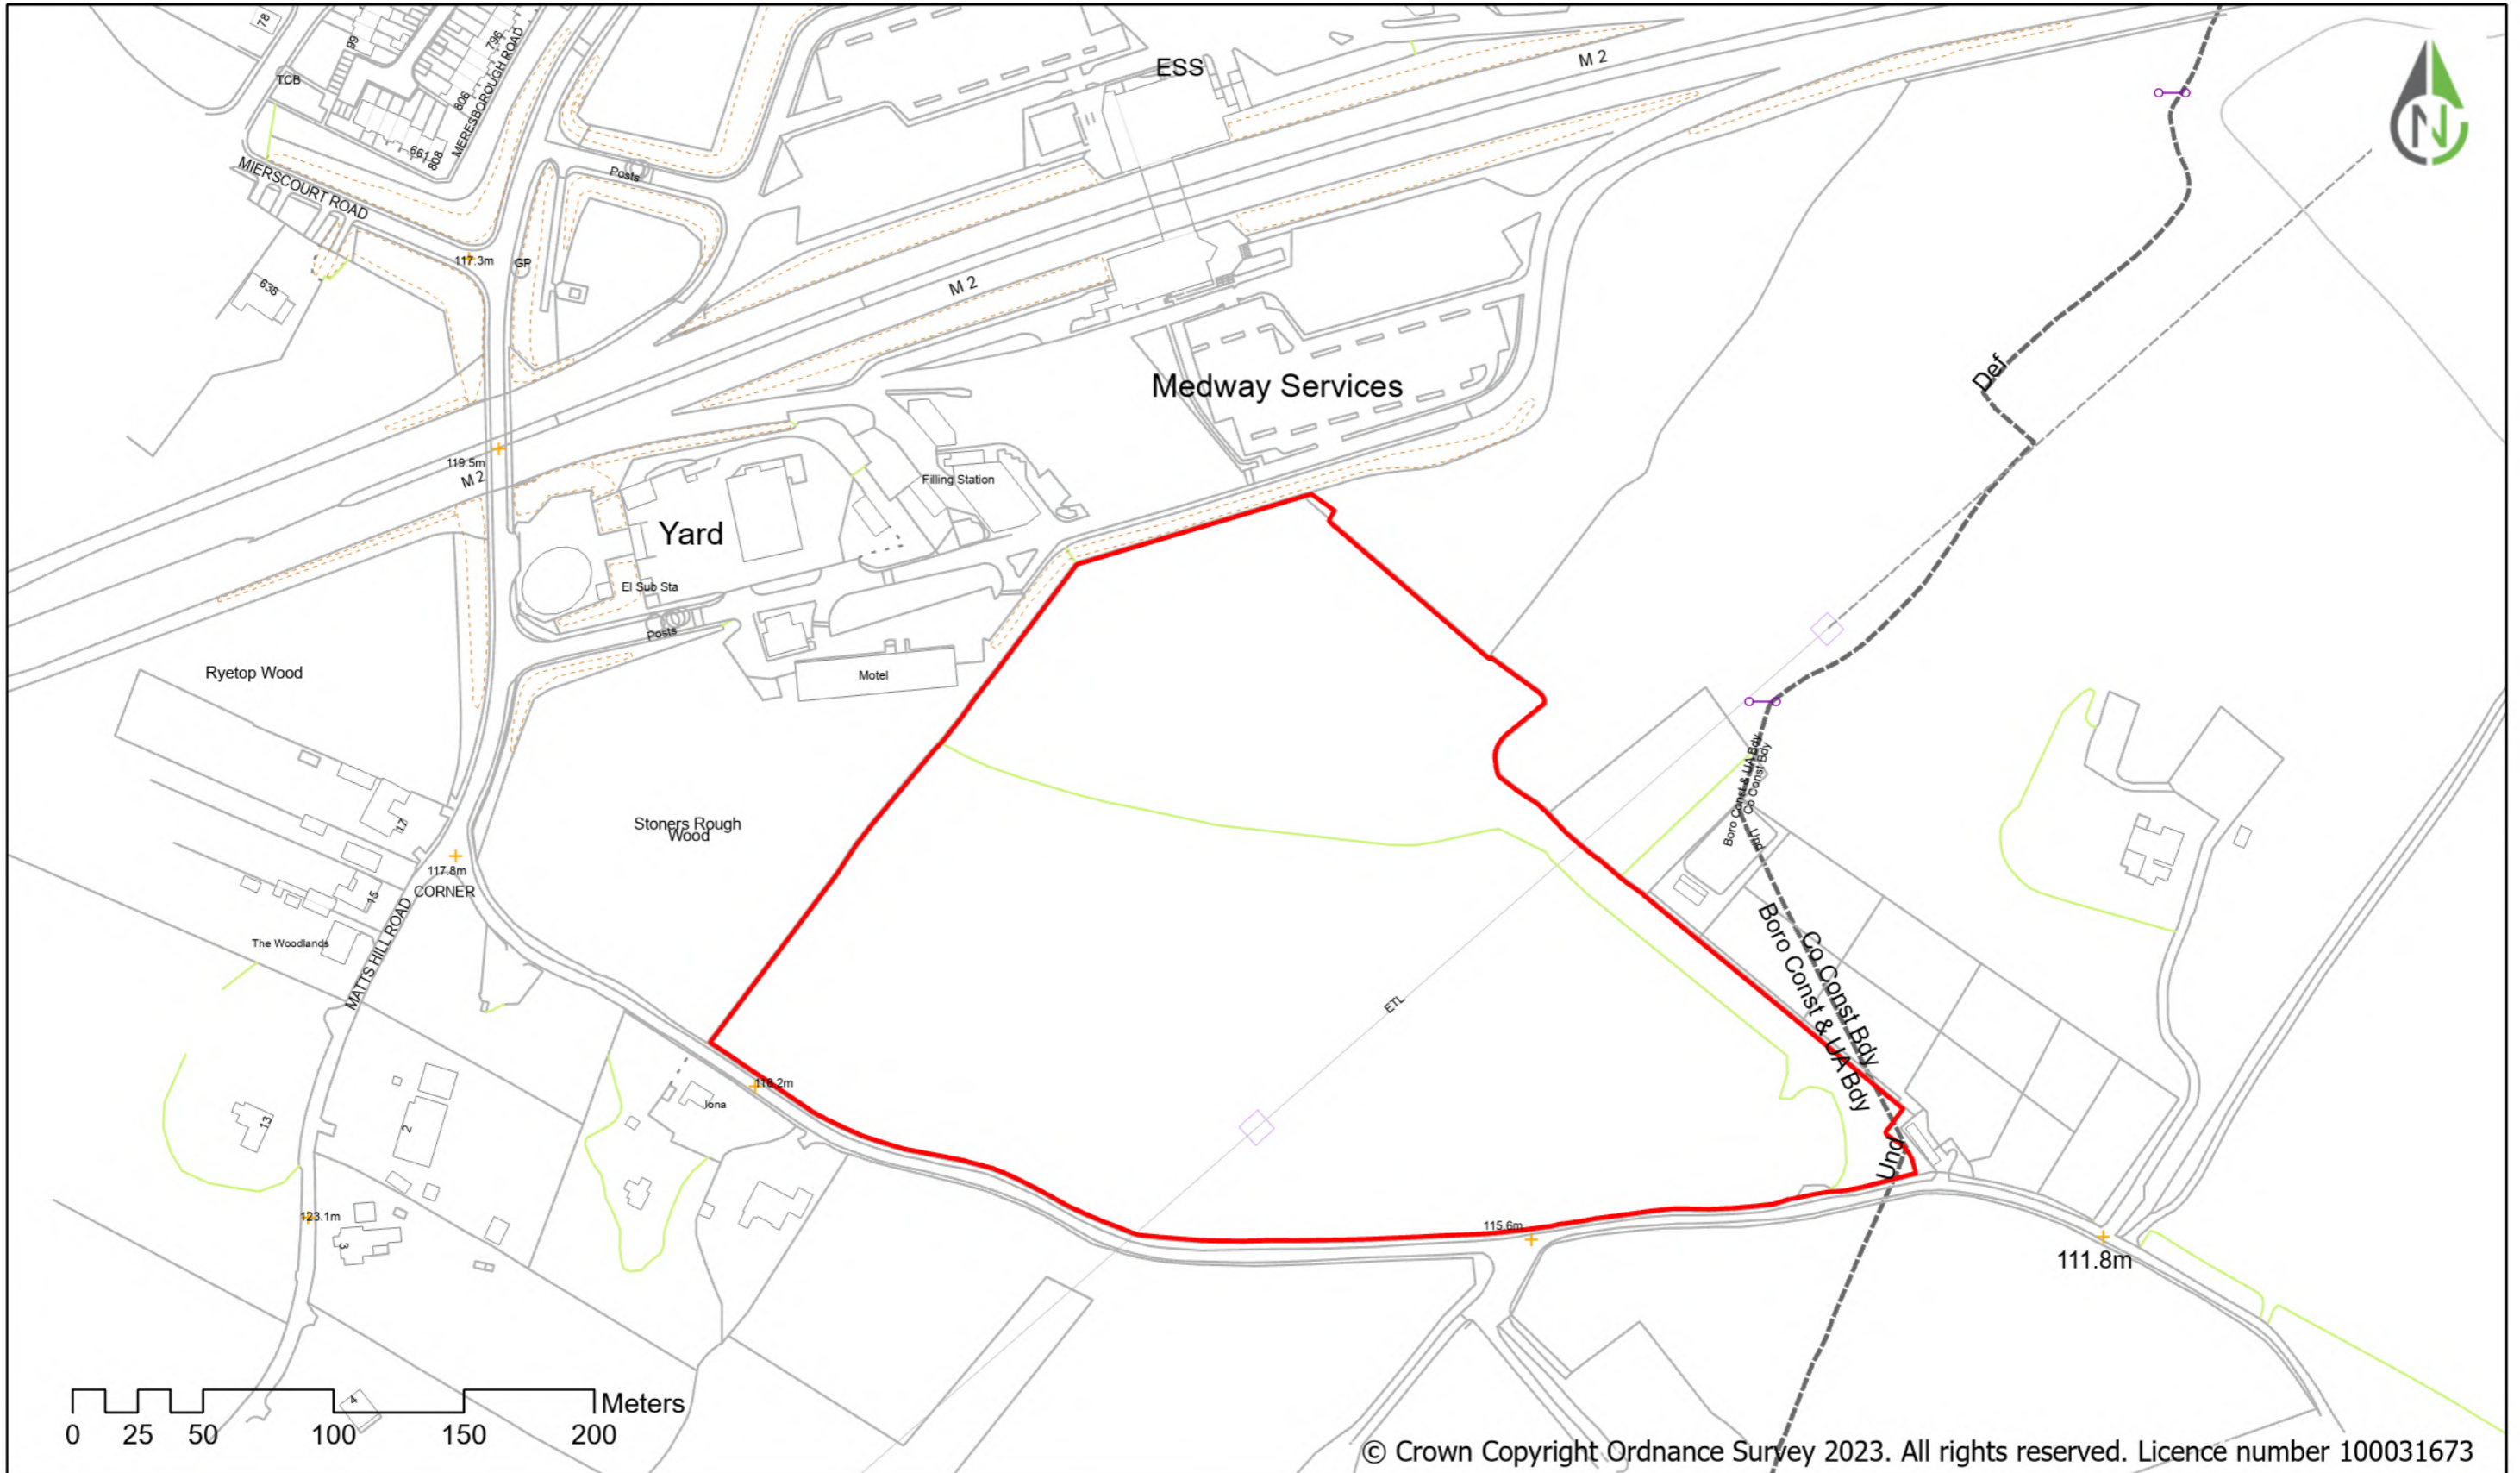 78
99
796
TCB
806
MERESBOROUGH ROAD
661
808
MIERSCOURT ROAD
638
117.3m
GP
Posts
ESS
M 2
N
M 2
Medway Services
Def
119.5m
M 2
Filling Station
Yard
El Sub Sta
Posts
Motel
Ryetop Wood
17
Stoners Rough
Wood
117.8m
CORNER
15
The Woodlands
MATTS HILL ROAD
Boro Const & UA Bdy
Co Const Bdy
Und
Co Const Bdy
Boro Const & UA Bdy
Und
ETL
118.2m
Iona
13
2
123.1m
3
115.6m
111.8m
4
Meters
0 25 50 100 150 200
© Crown Copyright Ordnance Survey 2023. All rights reserved. Licence number 100031673